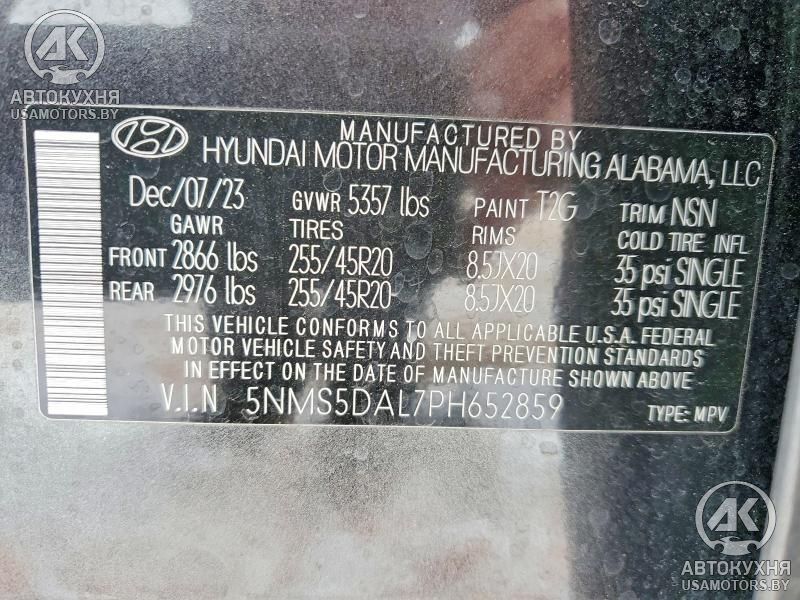 АВТОКУХНЯ
USAMOTORS.BY
MANUFACTURED BY
HYUNDAI MOTOR MANUFACTURING ALABAMA, LLC
Dec/07/23 GVWR 5357 lbs PAINT T2G TRIM NSN
GAWR TIRES RIMS COLD TIRE INFL
FRONT 2866 lbs 255/45R20 8.5JX20 35 psi SINGLE
REAR 2976 lbs 255/45R20 8.5JX20 35 psi SINGLE
THIS VEHICLE CONFORMS TO ALL APPLICABLE U.S.A. FEDERAL
MOTOR VEHICLE SAFETY AND THEFT PREVENTION STANDARDS
IN EFFECT ON THE DATE OF MANUFACTURE SHOWN ABOVE
V.I.N 5NMS5DAL7PH652859 TYPE: MPV
АВТОКУХНЯ
USAMOTORS.BY